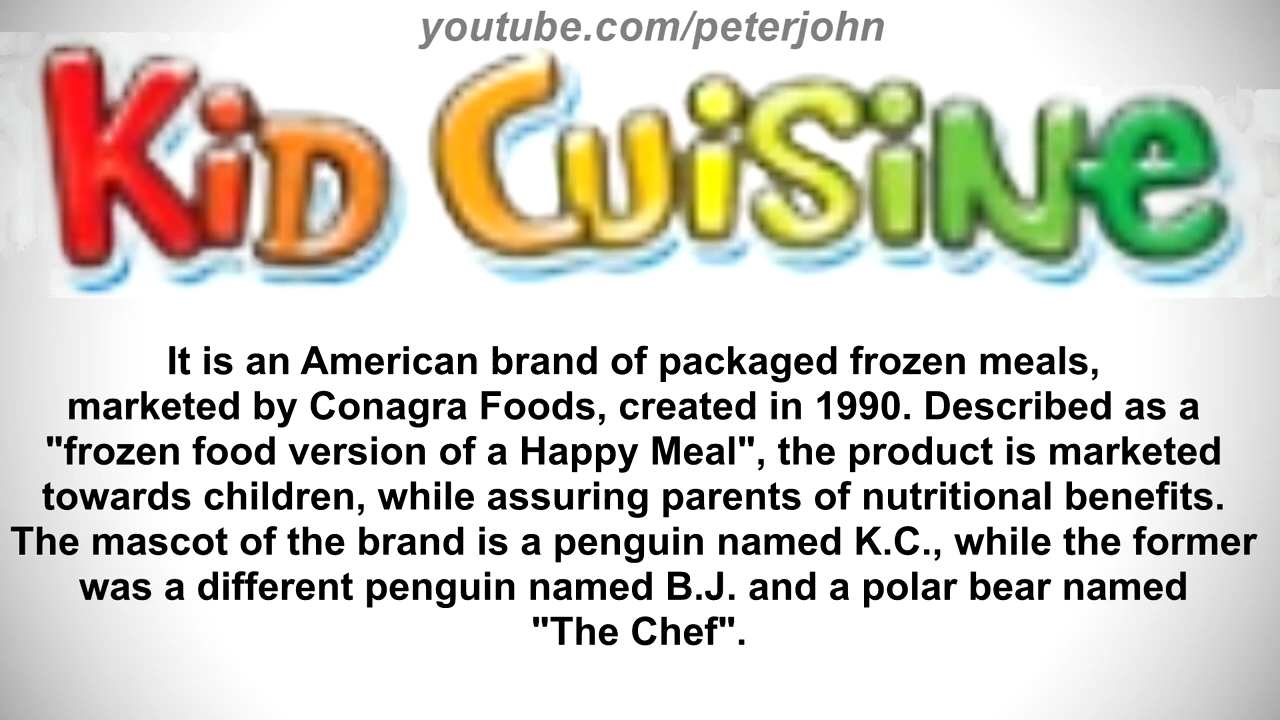 youtube.com/peterjohn
Kid Cuisine
It is an American brand of packaged frozen meals,
marketed by Conagra Foods, created in 1990. Described as a
"frozen food version of a Happy Meal", the product is marketed
towards children, while assuring parents of nutritional benefits.
The mascot of the brand is a penguin named K.C., while the former
was a different penguin named B.J. and a polar bear named
"The Chef".